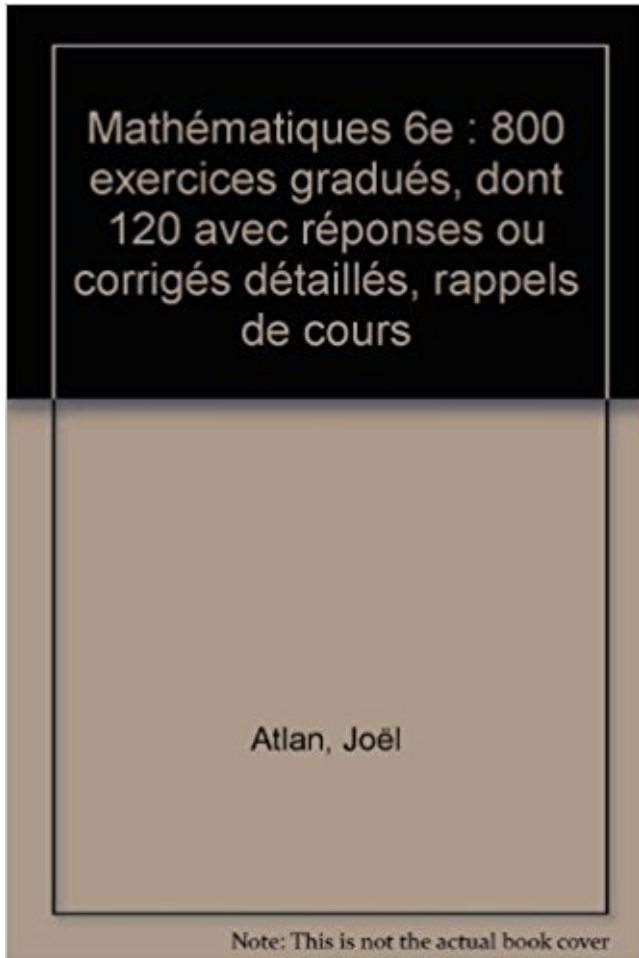 Mathématiques 6e : 800
exercices gradués, dont
120 avec réponses ou
corrigés détaillés, rappels
de cours
Atlan, Joël
Note: This is not the actual book cover